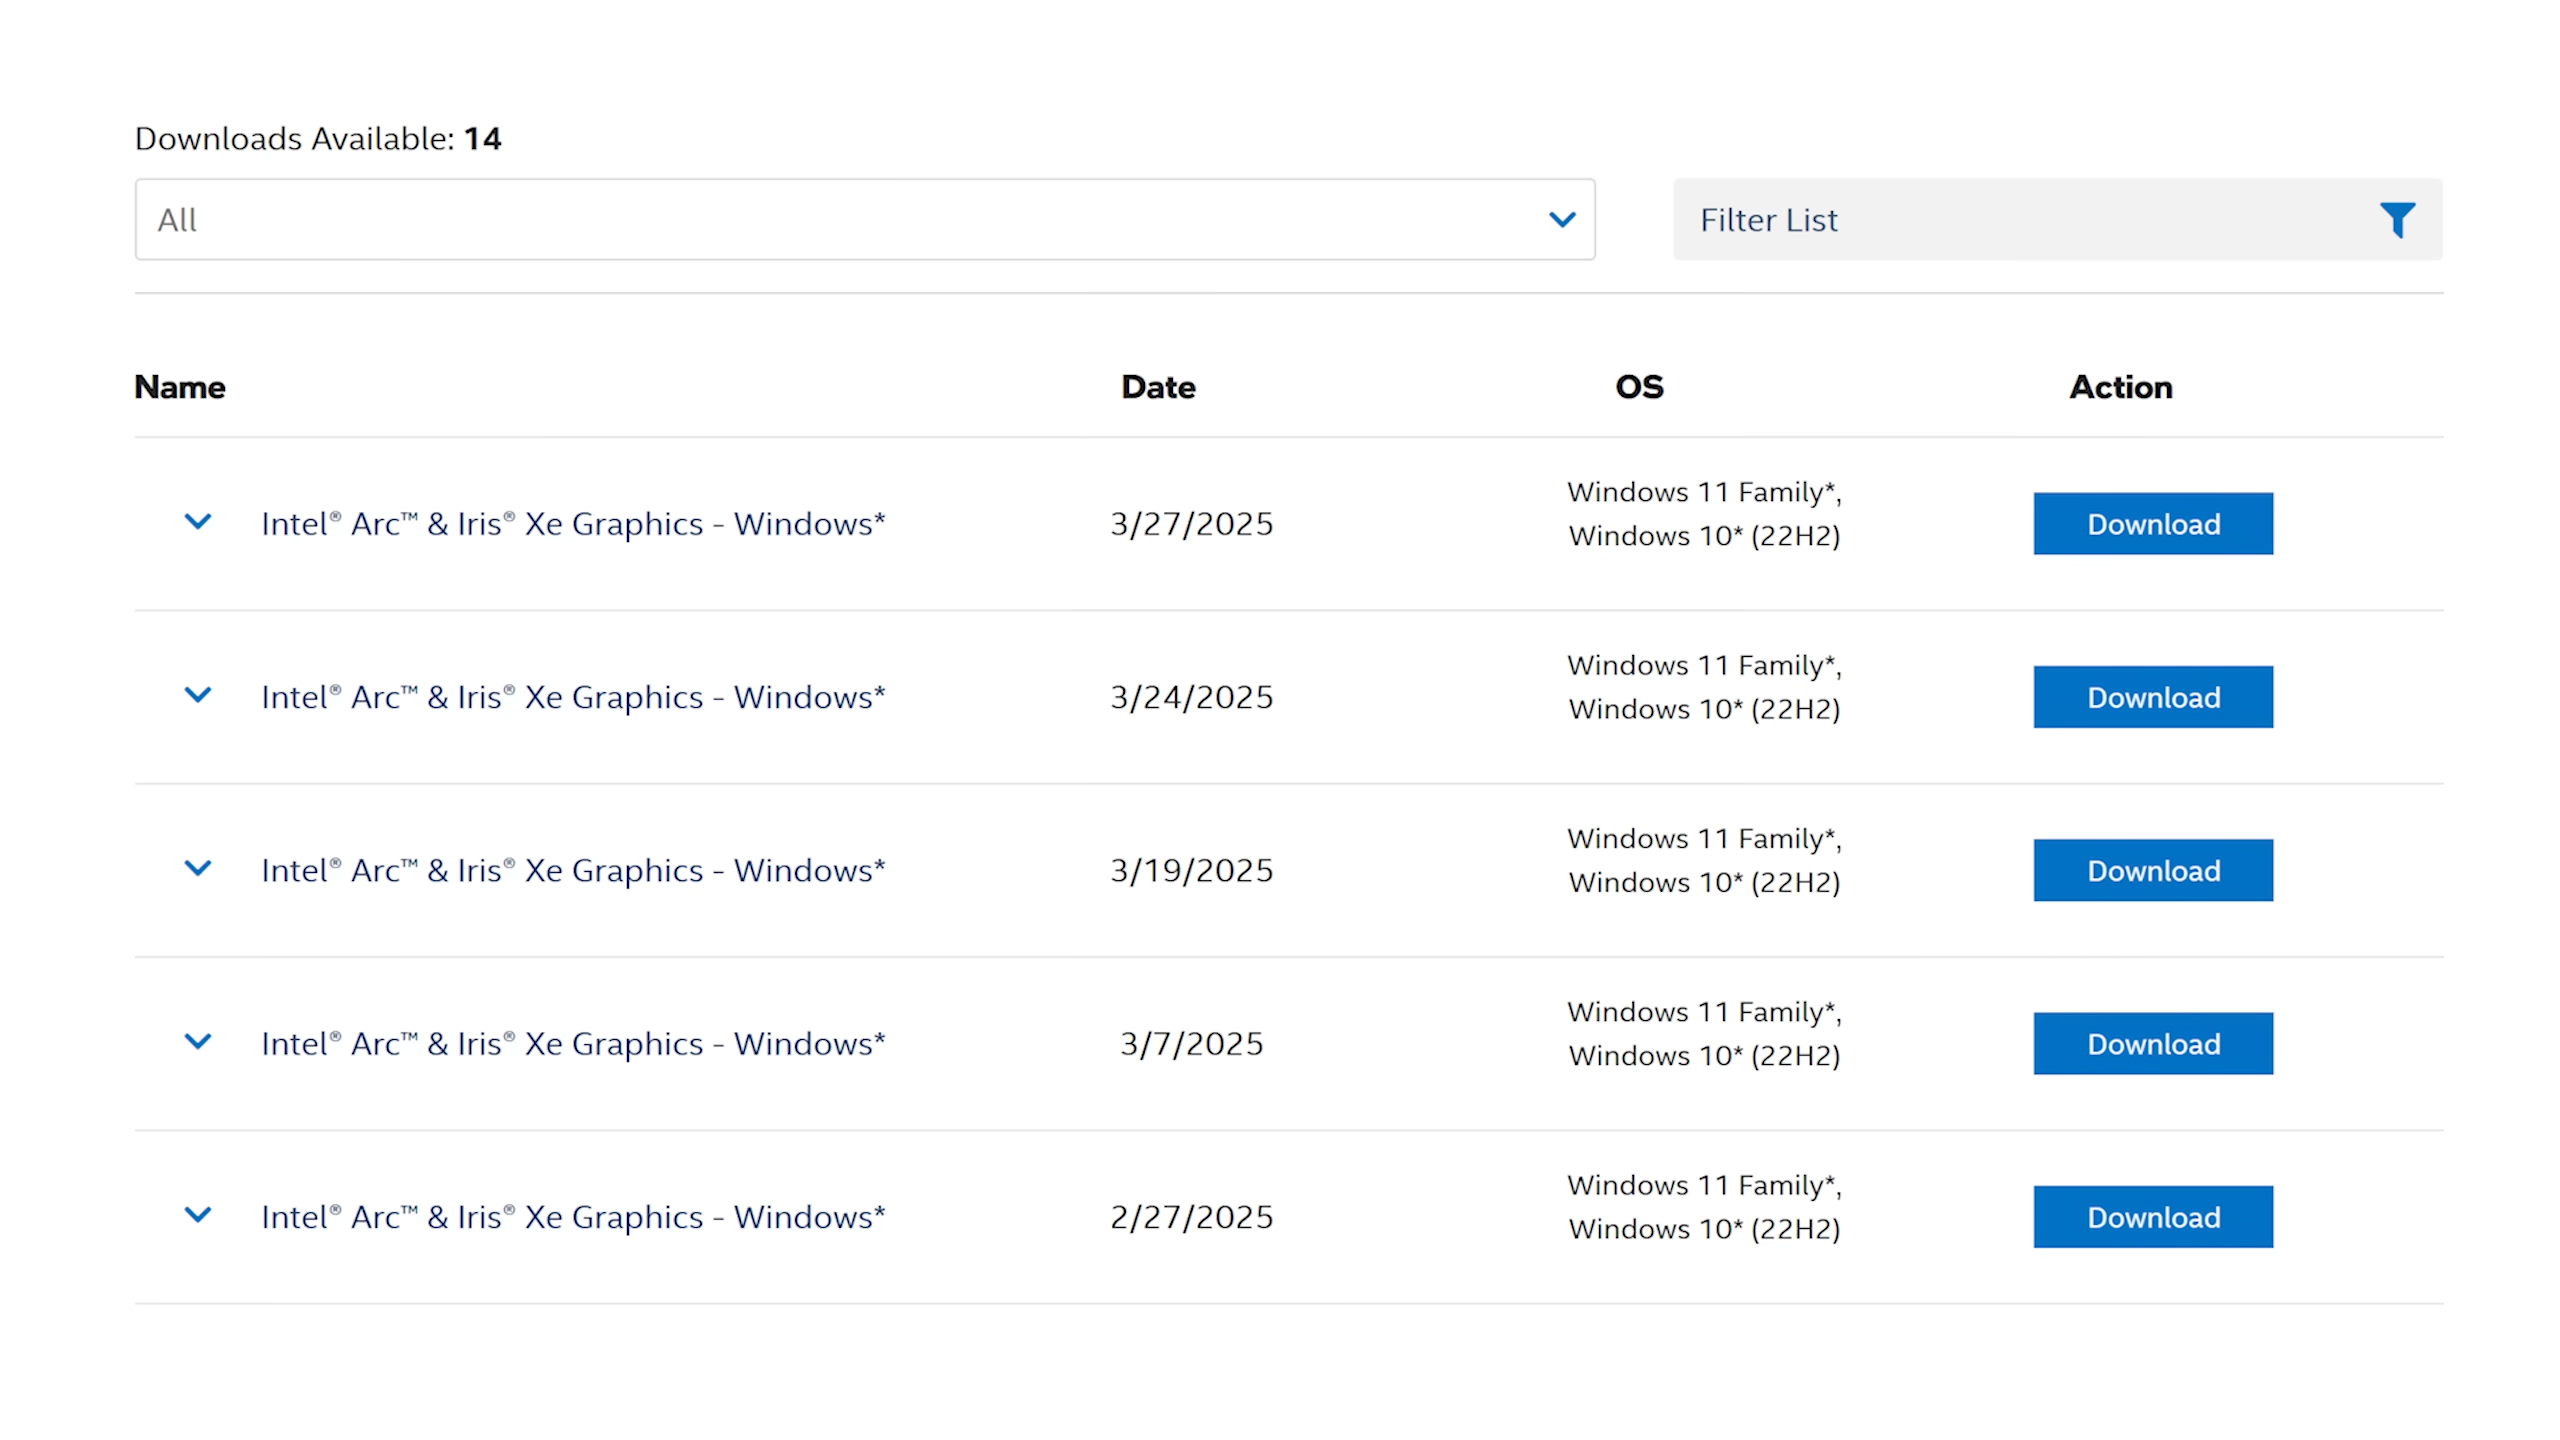 Downloads Available: 14
All
Filter List
Name Date OS Action
Intel® Arc™ & Iris® Xe Graphics - Windows* 3/27/2025 Windows 11 Family*,
Windows 10* (22H2) Download
Intel® Arc™ & Iris® Xe Graphics - Windows* 3/24/2025 Windows 11 Family*,
Windows 10* (22H2) Download
Intel® Arc™ & Iris® Xe Graphics - Windows* 3/19/2025 Windows 11 Family*,
Windows 10* (22H2) Download
Intel® Arc™ & Iris® Xe Graphics - Windows* 3/7/2025 Windows 11 Family*,
Windows 10* (22H2) Download
Intel® Arc™ & Iris® Xe Graphics - Windows* 2/27/2025 Windows 11 Family*,
Windows 10* (22H2) Download